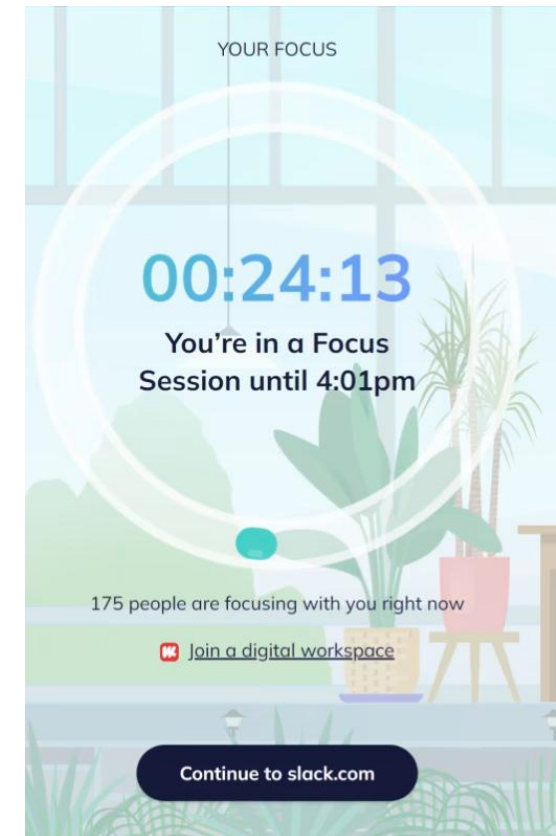 YOUR FOCUS
00:24:13
You're in a Focus
Session until 4:01pm
175 people are focusing with you right now
Join a digital workspace
Continue to slack.com